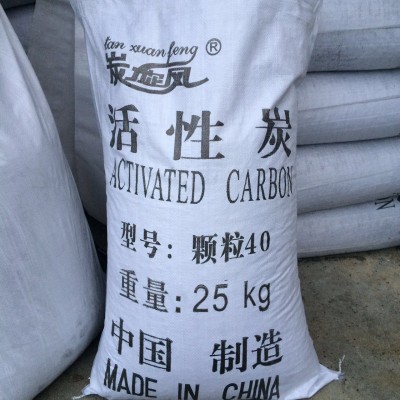 tan xuanfeng ®
炭旋风
活性炭
ACTIVATED CARBON
型号: 颗粒40
重量: 25 kg
中国 制造
MADE IN CHINA